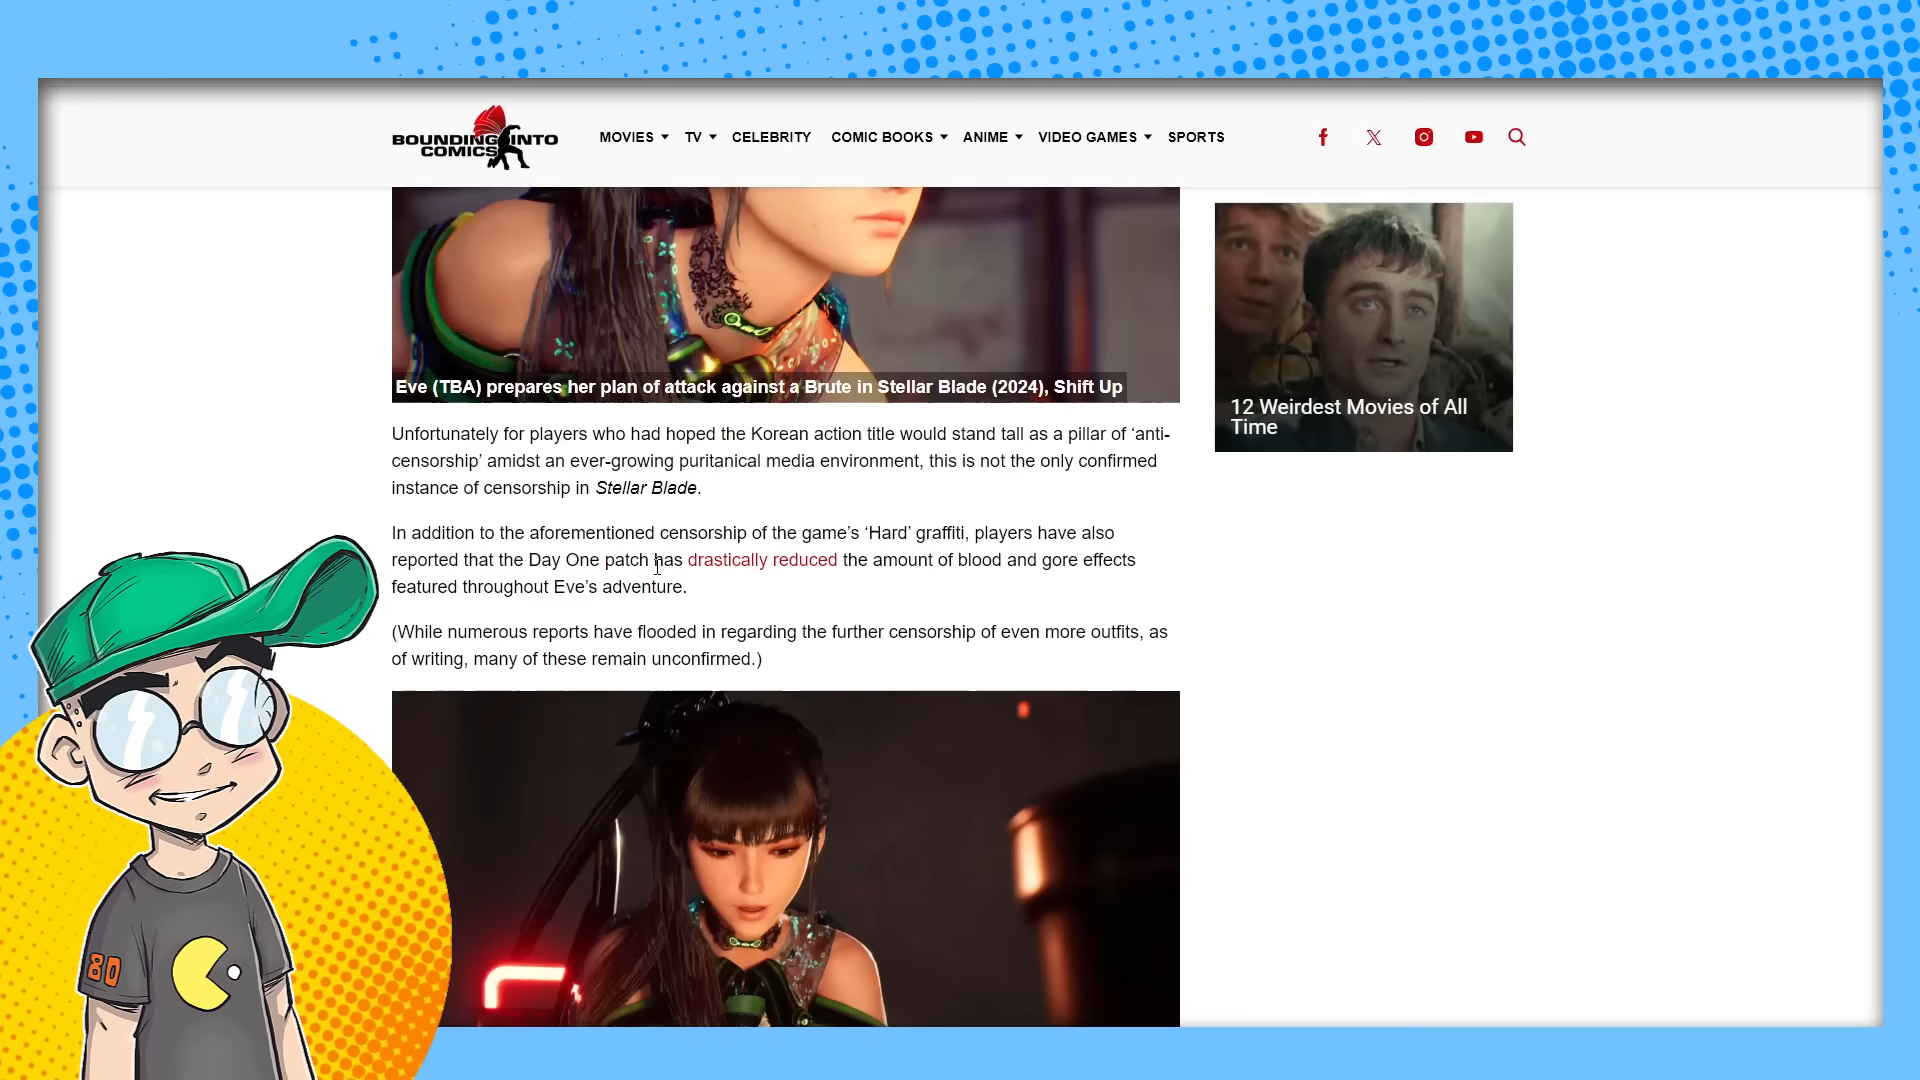 BOUNDING INTO
COMICS
MOVIES TV CELEBRITY COMIC BOOKS ANIME VIDEO GAMES SPORTS
Eve (TBA) prepares her plan of attack against a Brute in Stellar Blade (2024), Shift Up
12 Weirdest Movies of All
Time
Unfortunately for players who had hoped the Korean action title would stand tall as a pillar of ‘anti-
censorship’ amidst an ever-growing puritanical media environment, this is not the only confirmed
instance of censorship in Stellar Blade.
In addition to the aforementioned censorship of the game’s ‘Hard’ graffiti, players have also
reported that the Day One patch has drastically reduced the amount of blood and gore effects
featured throughout Eve’s adventure.
(While numerous reports have flooded in regarding the further censorship of even more outfits, as
of writing, many of these remain unconfirmed.)
80